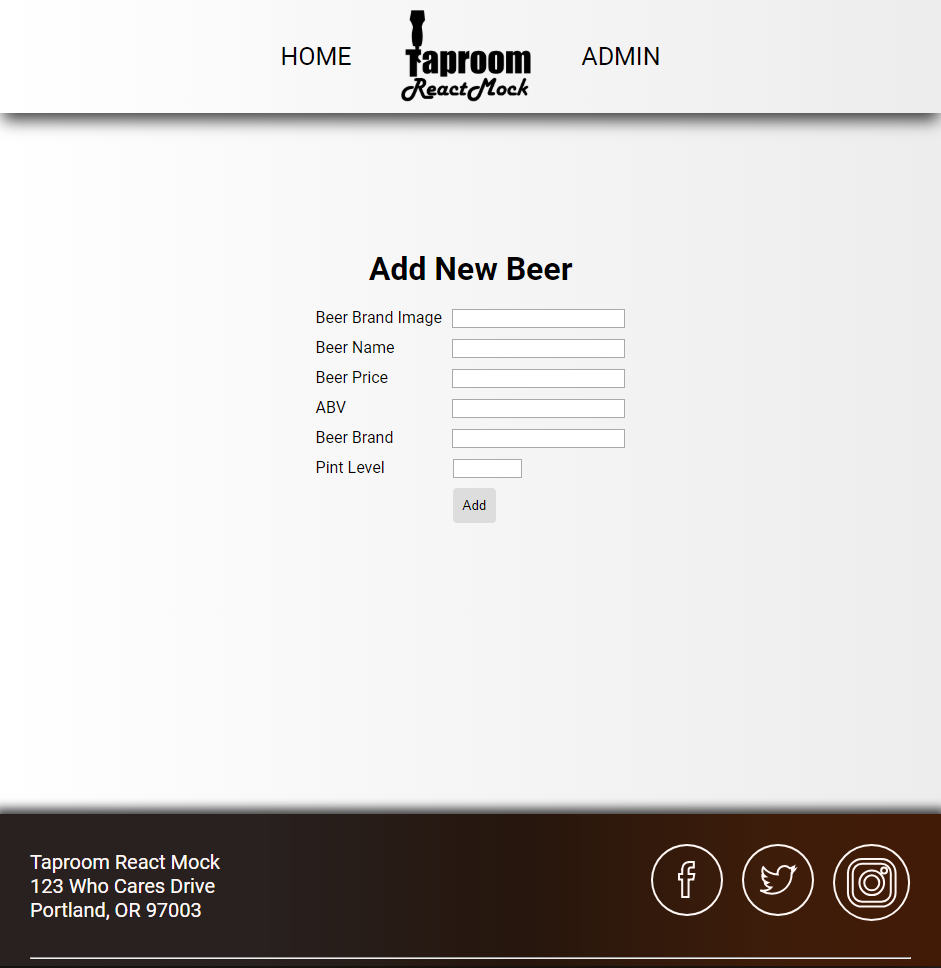 HOME
Taproom
ReactMock
ADMIN
Add New Beer
Beer Brand Image
Beer Name
Beer Price
ABV
Beer Brand
Pint Level
Add
Taproom React Mock
123 Who Cares Drive
Portland, OR 97003